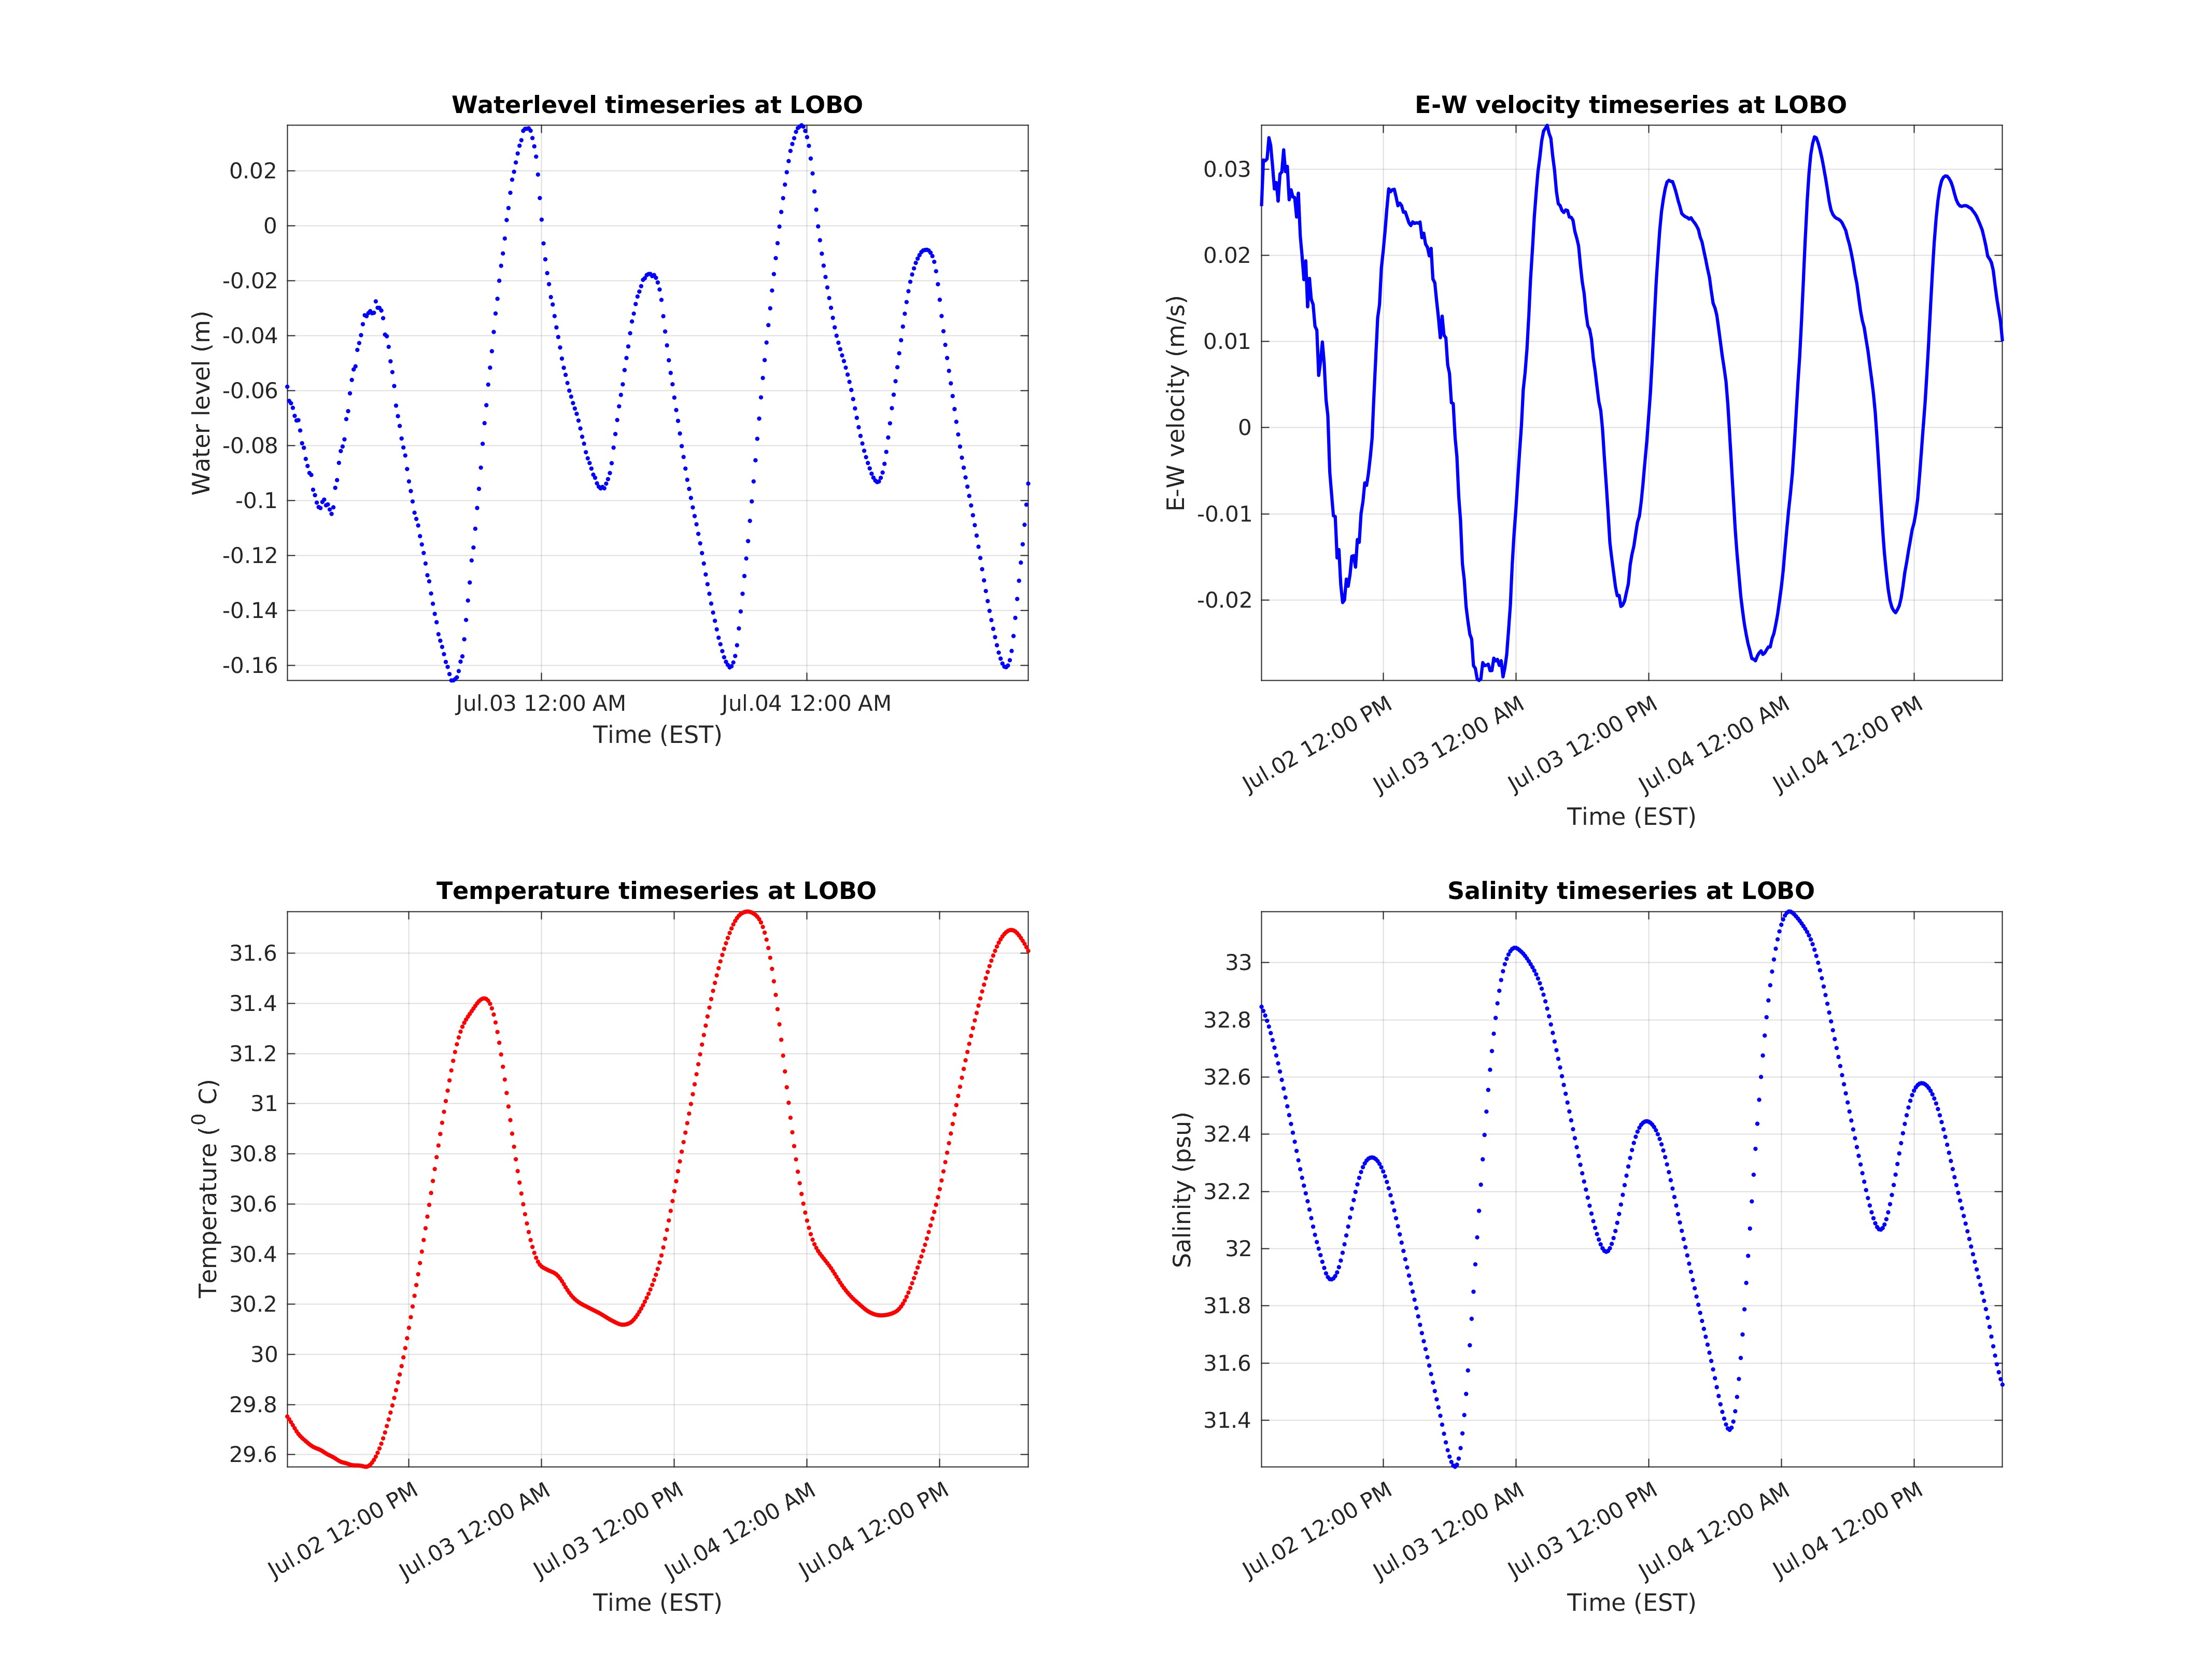 Waterlevel timeseries at LOBO
Water level (m)
0.02
0
-0.02
-0.04
-0.06
-0.08
-0.1
-0.12
-0.14
-0.16
Jul.03 12:00 AM
Jul.04 12:00 AM
Time (EST)
E-W velocity timeseries at LOBO
E-W velocity (m/s)
0.03
0.02
0.01
0
-0.01
-0.02
Jul.02 12:00 PM
Jul.03 12:00 AM
Jul.03 12:00 PM
Jul.04 12:00 AM
Jul.04 12:00 PM
Time (EST)
Temperature timeseries at LOBO
Temperature (⁰ C)
31.6
31.4
31.2
31
30.8
30.6
30.4
30.2
30
29.8
29.6
Jul.02 12:00 PM
Jul.03 12:00 AM
Jul.03 12:00 PM
Jul.04 12:00 AM
Jul.04 12:00 PM
Time (EST)
Salinity timeseries at LOBO
Salinity (psu)
33
32.8
32.6
32.4
32.2
32
31.8
31.6
31.4
Jul.02 12:00 PM
Jul.03 12:00 AM
Jul.03 12:00 PM
Jul.04 12:00 AM
Jul.04 12:00 PM
Time (EST)